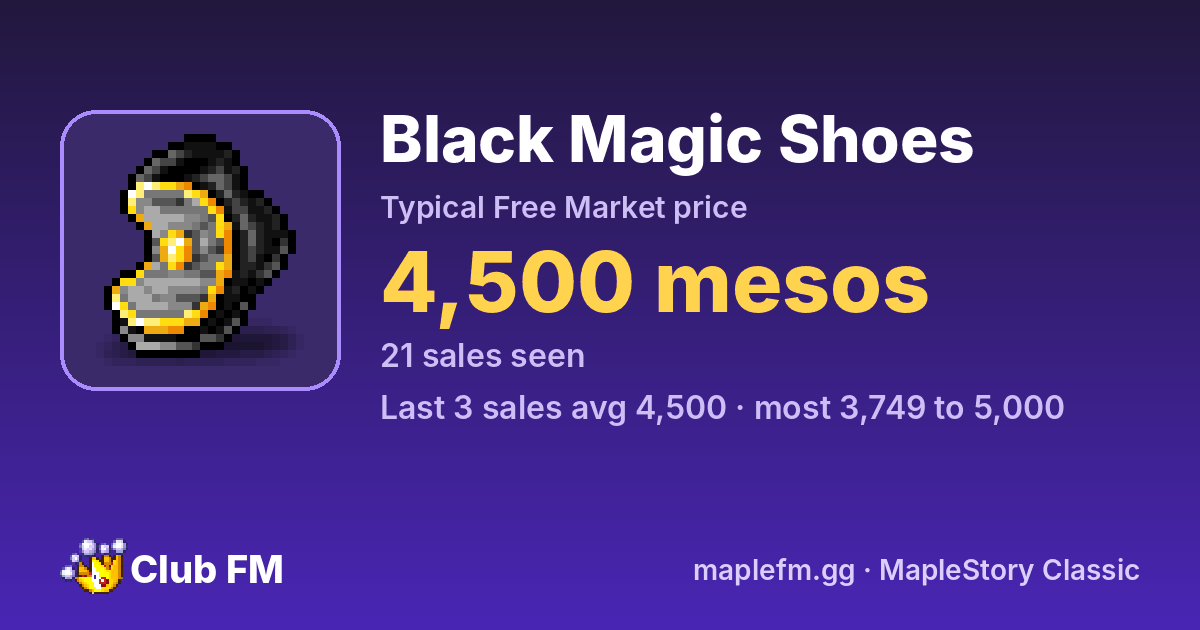 Black Magic Shoes
Typical Free Market price
4,500 mesos
21 sales seen
Last 3 sales avg 4,500 · most 3,749 to 5,000
Club FM
maplefm.gg · MapleStory Classic